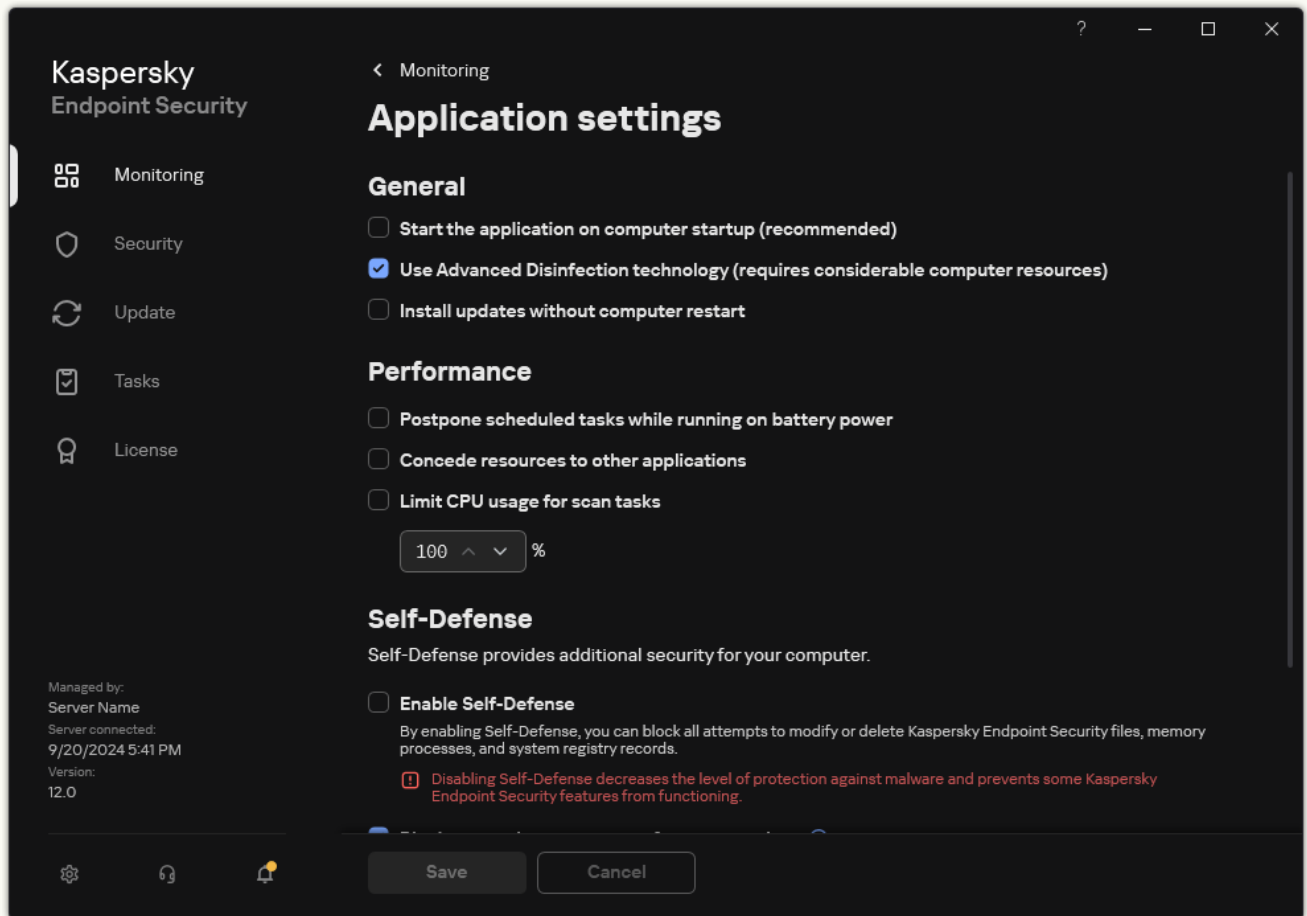 ?
Kaspersky
Endpoint Security
Monitoring
Security
Update
Tasks
License
Managed by:
Server Name
Server connected:
9/20/2024 5:41 PM
Version:
12.0
Monitoring
Application settings
General
Start the application on computer startup (recommended)
Use Advanced Disinfection technology (requires considerable computer resources)
Install updates without computer restart
Performance
Postpone scheduled tasks while running on battery power
Concede resources to other applications
Limit CPU usage for scan tasks
100 %
Self-Defense
Self-Defense provides additional security for your computer.
Enable Self-Defense
By enabling Self-Defense, you can block all attempts to modify or delete Kaspersky Endpoint Security files, memory
processes, and system registry records.
Disabling Self-Defense decreases the level of protection against malware and prevents some Kaspersky
Endpoint Security features from functioning.
Save
Cancel